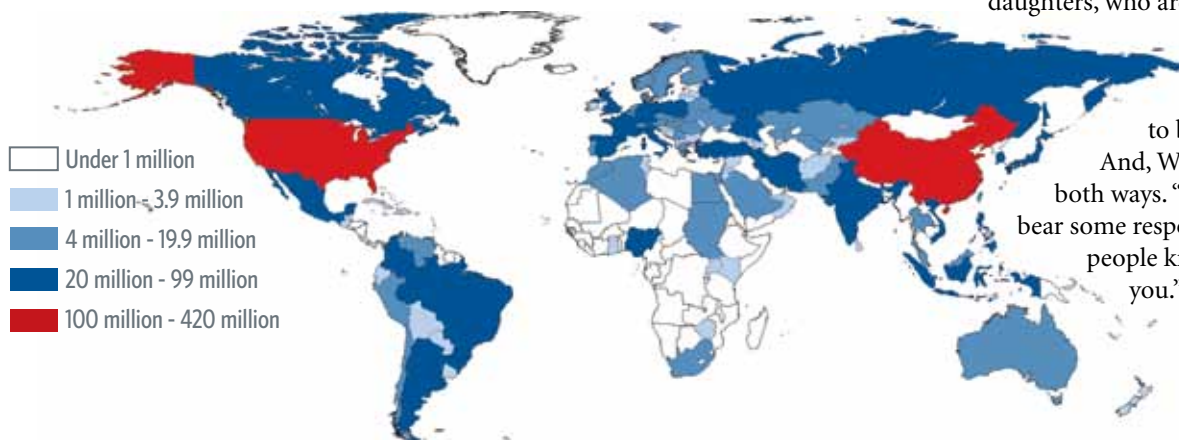 daughters, who ar
to b
And, W
both ways. “
bear some respo
people k
you.”
Under 1 million
1 million - 3.9 million
4 million - 19.9 million
20 million - 99 million
100 million - 420 million